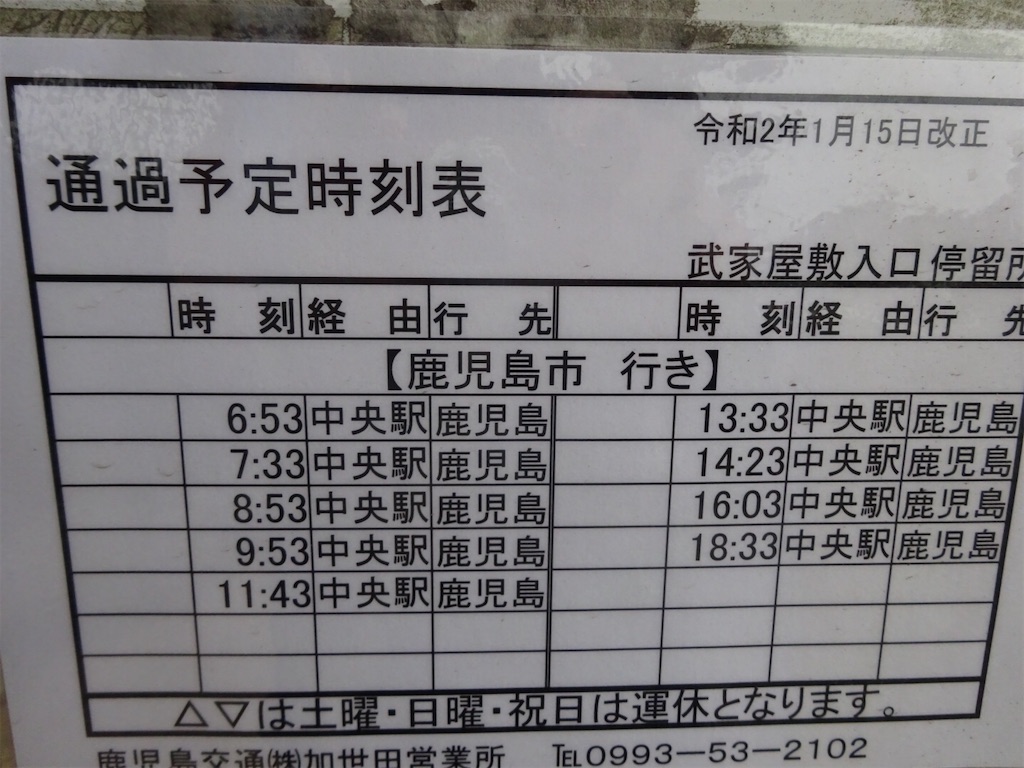 令和2年1月15日改正
通過予定時刻表
武家屋敷入口 停留所
時 刻 経 由 行 先 時 刻 経 由 行 先
【鹿児島市 行き】
6:53 中央駅 鹿児島 13:33 中央駅 鹿児島
7:33 中央駅 鹿児島 14:23 中央駅 鹿児島
8:53 中央駅 鹿児島 16:03 中央駅 鹿児島
9:53 中央駅 鹿児島 18:33 中央駅 鹿児島
11:43 中央駅 鹿児島
△▽は土曜・日曜・祝日は運休となります。
鹿児島交通㈱加世田営業所 ℡0993-53-2102